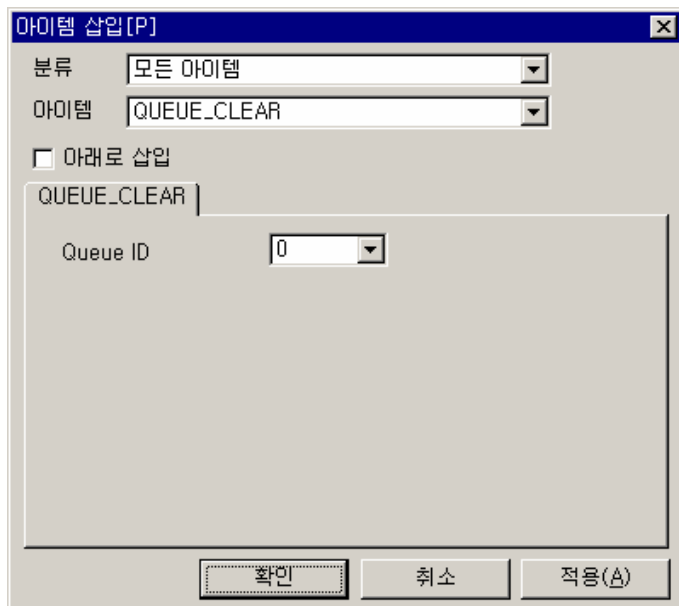 아이템 삽입[P]
분류 모든 아이템
아이템 QUEUE_CLEAR
아래로 삽입
QUEUE_CLEAR
Queue ID 0
확인 취소 적용(A)